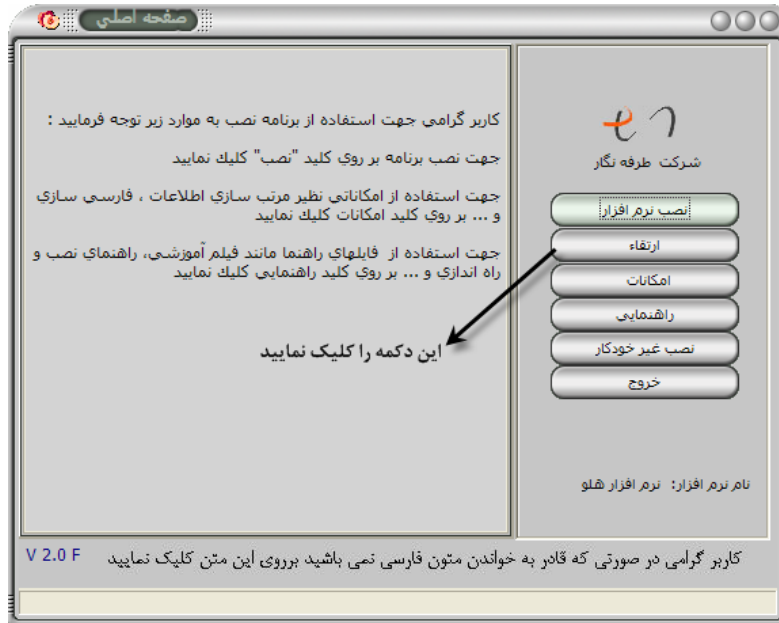 صفحه اصلي
کاربر گرامي جهت استفاده از برنامه نصب به موارد زير توجه فرماييد :
جهت نصب برنامه بر روي كليد "نصب" كليك نماييد
جهت استفاده از امكاناتي نظير مرتب سازي اطلاعات ، فارسي سازي
و ... بر روي كليد امكانات كليك نماييد
جهت استفاده از فايلهاي راهنما مانند فيلم آموزشي، راهنماي نصب و
راه اندازي و ... بر روي كليد راهنمايي كليك نماييد
این دکمه را کلیک نمایید
شرکت طرفه نگار
نصب نرم افزار
ارتقاء
امکانات
راهنمایی
نصب غیر خودکار
خروج
نام نرم افزار: نرم افزار هلو
کاربر گرامی در صورتی که قادر به خواندن متون فارسی نمی باشید برروی این متن کلیک نمایید
V 2.0 F